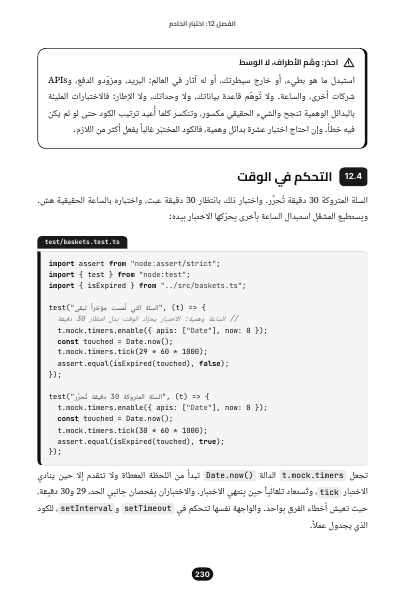 الفصل 12: اختبار الخادم
احذر: وهّم الأطراف، لا الوسط
استبدل ما هو بطيء، أو خارج سيطرتك، أو له آثار في العالم: البريد، ومزوّدو الدفع، وAPIs
شركات أخرى، والساعة. ولا تُوهّم قاعدة بياناتك، ولا وحداتك، ولا الإطار: فالاختبارات المليئة
بالبدائل الوهمية تنجح والشيء الحقيقي مكسور، وتنكسر كلما أُعيد ترتيب الكود حتى لو لم يكن
فيه خطأ. وإن احتاج اختبار عشرة بدائل وهمية، فالكود المختبَر غالباً يفعل أكثر من اللازم.
12.4 التحكم في الوقت
السلة المتروكة 30 دقيقة تُحرَّر. واختبار ذلك بانتظار 30 دقيقة عبث، واختباره بالساعة الحقيقية هش.
ويستطيع المشغّل استبدال الساعة بأخرى يحرّكها الاختبار بيده:
test/baskets.test.ts
import assert from "node:assert/strict";
import { test } from "node:test";
import { isExpired } from "../src/baskets.ts";
test("السلة التي لُمست مؤخراً تبقى", (t) => {
// الساعة وهمية: الاختبار يحرّك الوقت بدل انتظار 30 دقيقة
t.mock.timers.enable({ apis: ["Date"], now: 0 });
const touched = Date.now();
t.mock.timers.tick(29 * 60 * 1000);
assert.equal(isExpired(touched), false);
});
test("السلة المتروكة 30 دقيقة تُحرَّر", (t) => {
t.mock.timers.enable({ apis: ["Date"], now: 0 });
const touched = Date.now();
t.mock.timers.tick(30 * 60 * 1000);
assert.equal(isExpired(touched), true);
});
تجعل t.mock.timers الدالة Date.now() تبدأ من اللحظة المعطاة ولا تتقدم إلا حين ينادي
الاختبار tick، وتُستعاد تلقائياً حين ينتهي الاختبار. والاختباران يفحصان جانبي الحد، 29 و30 دقيقة،
حيث تعيش أخطاء الفرق بواحد. والواجهة نفسها تتحكم في setTimeout وsetInterval، للكود
الذي يجدول عملاً.
230